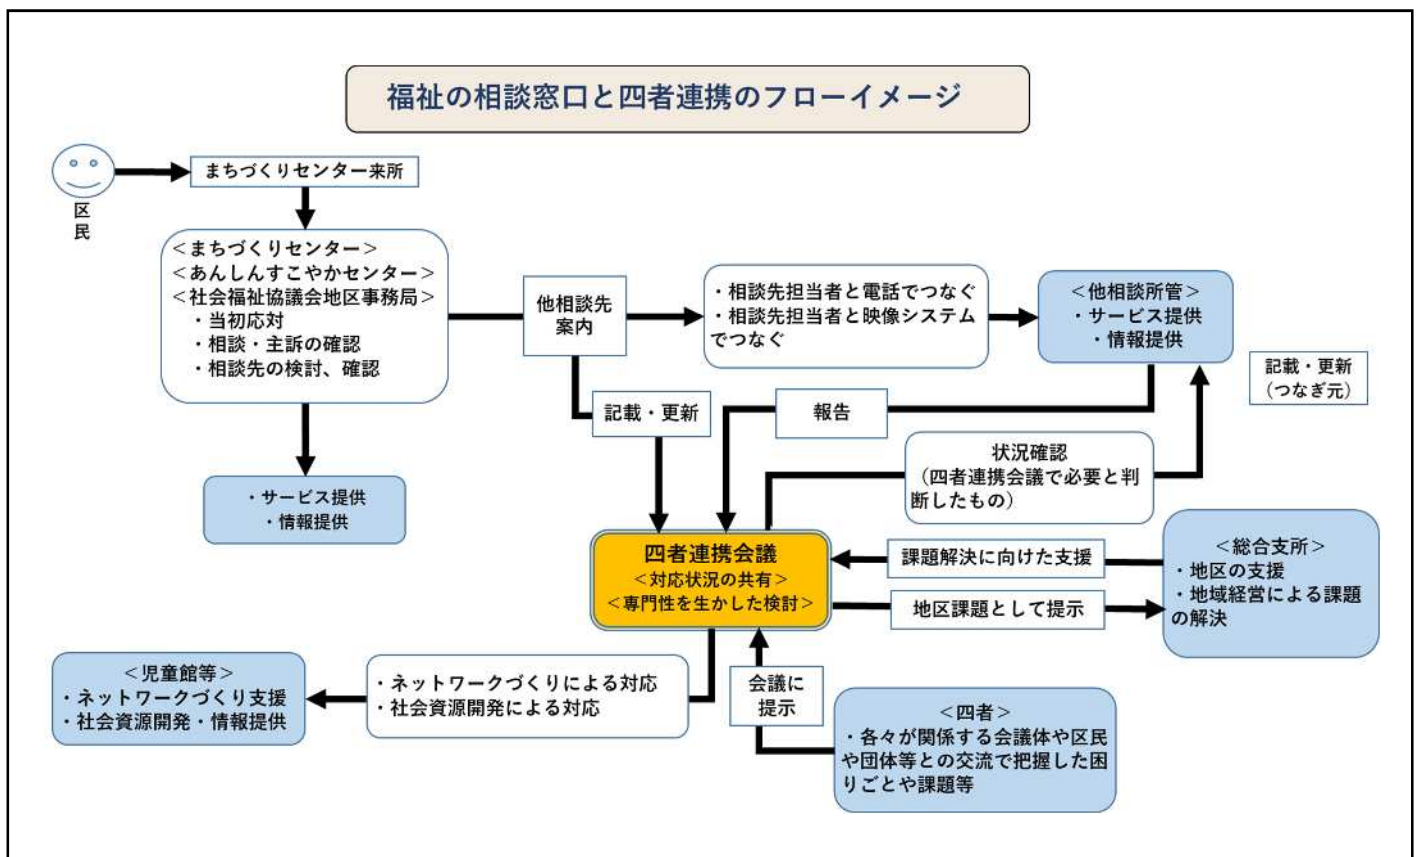 福祉の相談窓口と四者連携のフローイメージ
区
民
まちづくりセンター来所
＜まちづくりセンター＞
＜あんしんすこやかセンター＞
＜社会福祉協議会地区事務局＞
・当初応対
・相談・主訴の確認
・相談先の検討、確認
他相談先
案内
・相談先担当者と電話でつなぐ
・相談先担当者と映像システム
でつなぐ
＜他相談所管＞
・サービス提供
・情報提供
記載・更新
（つなぎ元）
記載・更新
報告
状況確認
（四者連携会議で必要と判
断したもの）
・サービス提供
・情報提供
四者連携会議
＜対応状況の共有＞
＜専門性を生かした検討＞
課題解決に向けた支援
地区課題として提示
＜総合支所＞
・地区の支援
・地域経営による課題
の解決
＜児童館等＞
・ネットワークづくり支援
・社会資源開発・情報提供
・ネットワークづくりによる対応
・社会資源開発による対応
会議に
提示
＜四者＞
・各々が関係する会議体や区民
や団体等との交流で把握した困
りごとや課題等